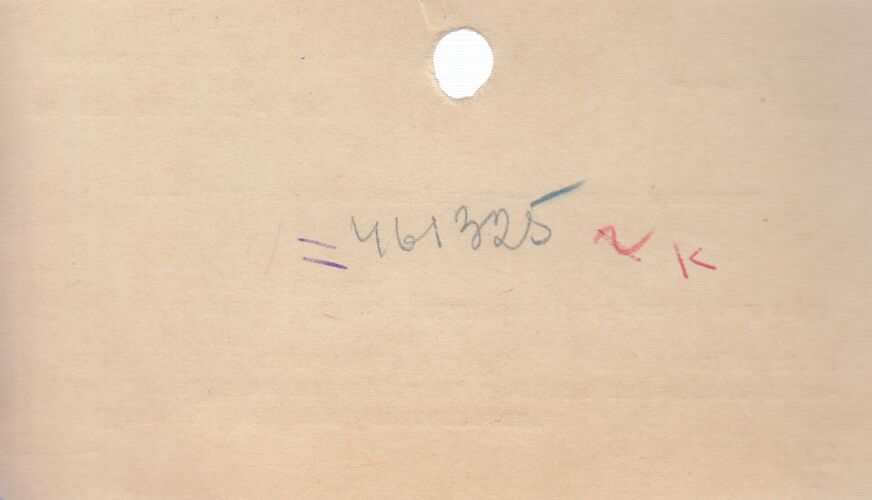 = 461325 ~ K